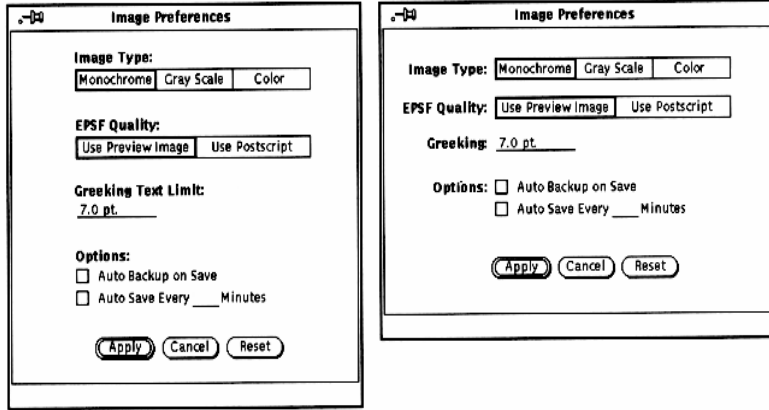 Image Preferences
Image Type:
Monochrome Gray Scale Color
EPSF Quality:
Use Preview Image Use Postscript
Greeking Text Limit:
7.0 pt.
Options:
Auto Backup on Save
Auto Save Every ____ Minutes
Apply Cancel Reset
Image Preferences
Image Type: Monochrome Gray Scale Color
EPSF Quality: Use Preview Image Use Postscript
Greeking: 7.0 pt.
Options: Auto Backup on Save
Auto Save Every ____ Minutes
Apply Cancel Reset